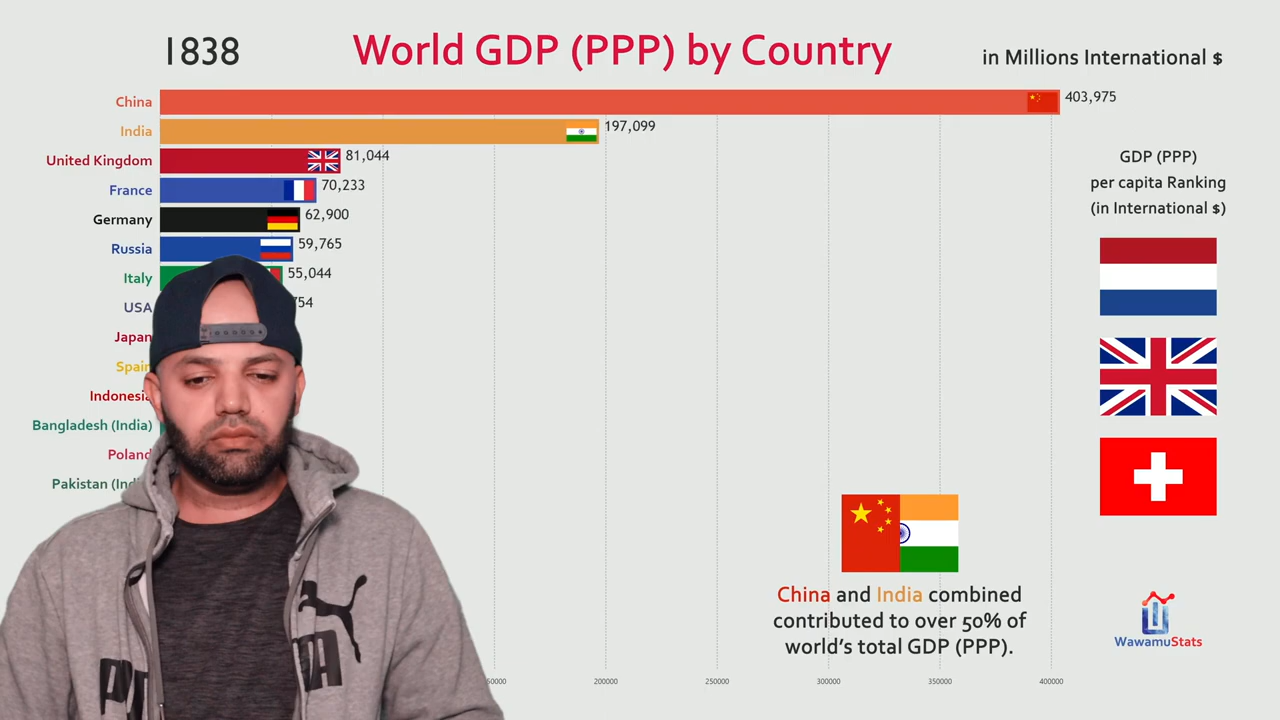 1838
World GDP (PPP) by Country
in Millions International $
China 403,975
India 197,099
United Kingdom 81,044
France 70,233
Germany 62,900
Russia 59,765
Italy 55,044
USA
Japan
Spain
Indonesia
Bangladesh (India)
Poland
Pakistan
GDP (PPP)
per capita Ranking
(in International $)
China and India combined
contributed to over 50% of
world's total GDP (PPP).
WawamuStats
200000 250000 300000 350000 400000